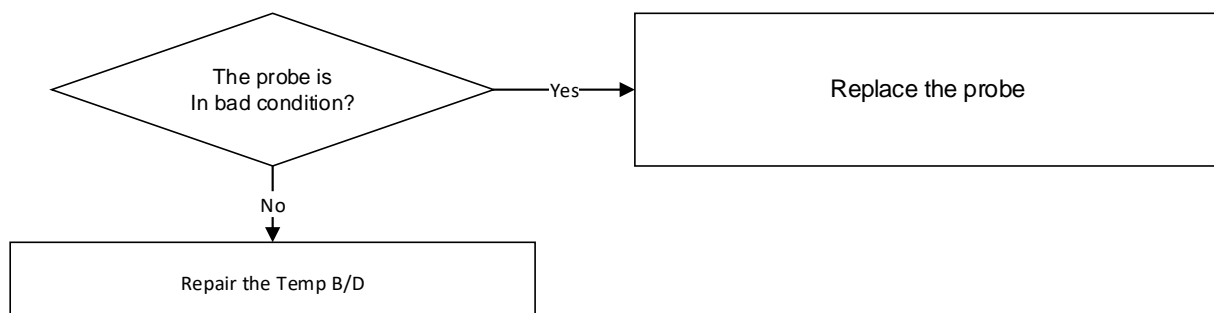 The probe is
In bad condition?
Yes
Replace the probe
No
Repair the Temp B/D